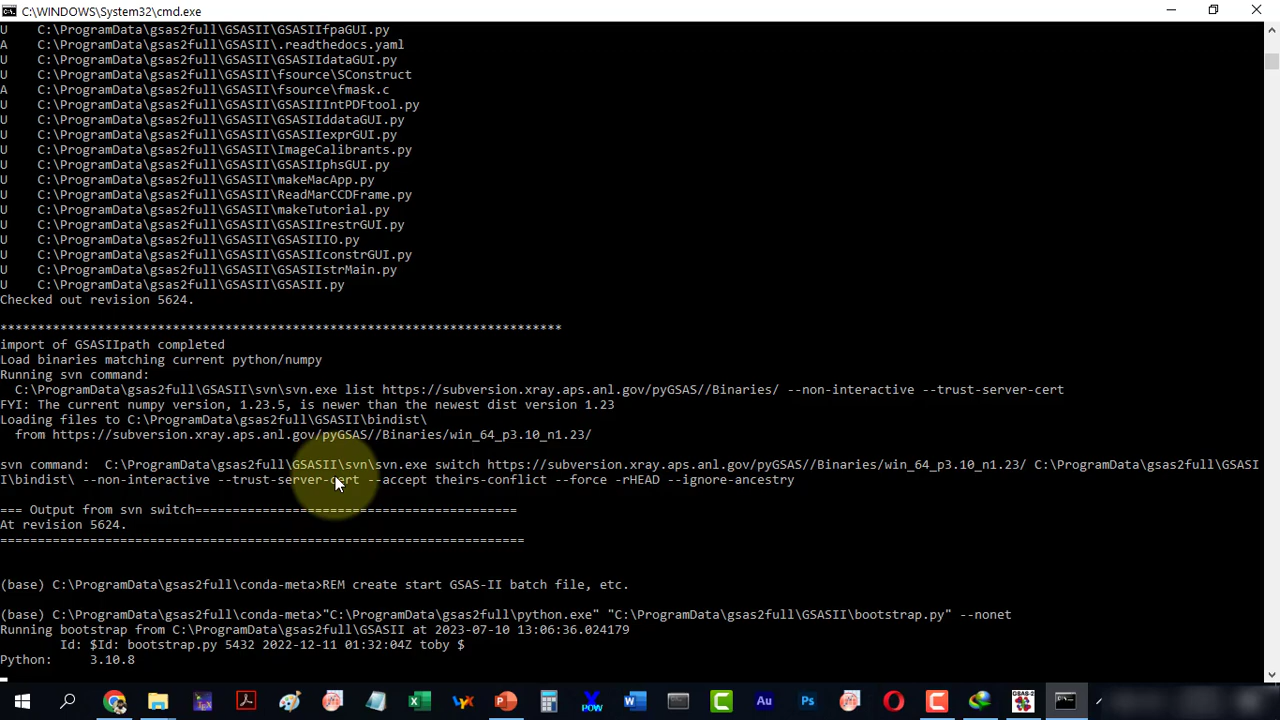 C:\WINDOWS\System32\cmd.exe
U    C:\ProgramData\gsas2full\GSASII\GSASIIfpaGUI.py
A    C:\ProgramData\gsas2full\GSASII\.readthedocs.yaml
U    C:\ProgramData\gsas2full\GSASII\GSASIIdataGUI.py
U    C:\ProgramData\gsas2full\GSASII\fsource\SConstruct
A    C:\ProgramData\gsas2full\GSASII\fsource\fmask.c
U    C:\ProgramData\gsas2full\GSASII\GSASIIIntPDFtool.py
U    C:\ProgramData\gsas2full\GSASII\GSASIIddataGUI.py
U    C:\ProgramData\gsas2full\GSASII\GSASIIexprGUI.py
U    C:\ProgramData\gsas2full\GSASII\ImageCalibrants.py
U    C:\ProgramData\gsas2full\GSASII\GSASIIphsGUI.py
U    C:\ProgramData\gsas2full\GSASII\makeMacApp.py
U    C:\ProgramData\gsas2full\GSASII\ReadMarCCDFrame.py
U    C:\ProgramData\gsas2full\GSASII\makeTutorial.py
U    C:\ProgramData\gsas2full\GSASII\GSASIIrestrGUI.py
U    C:\ProgramData\gsas2full\GSASII\GSASIIIO.py
U    C:\ProgramData\gsas2full\GSASII\GSASIIconstrGUI.py
U    C:\ProgramData\gsas2full\GSASII\GSASIIstrMain.py
U    C:\ProgramData\gsas2full\GSASII\GSASII.py
Checked out revision 5624.
***************************************************************************
import of GSASIIpath completed
Load binaries matching current python/numpy
Running svn command:
  C:\ProgramData\gsas2full\GSASII\svn\svn.exe list https://subversion.xray.aps.anl.gov/pyGSAS//Binaries/ --non-interactive --trust-server-cert
FYI: The current numpy version, 1.23.5, is newer than the newest dist version 1.23
Loading files to C:\ProgramData\gsas2full\GSASII\bindist\
  from https://subversion.xray.aps.anl.gov/pyGSAS//Binaries/win_64_p3.10_n1.23/
svn command:  C:\ProgramData\gsas2full\GSASII\svn\svn.exe switch https://subversion.xray.aps.anl.gov/pyGSAS//Binaries/win_64_p3.10_n1.23/ C:\ProgramData\gsas2full\GSASI
I\bindist\ --non-interactive --trust-server-cert --accept theirs-conflict --force -rHEAD --ignore-ancestry
=== Output from svn switch===========================================
At revision 5624.
======================================================================
(base) C:\ProgramData\gsas2full\conda-meta>REM create start GSAS-II batch file, etc.
(base) C:\ProgramData\gsas2full\conda-meta>"C:\ProgramData\gsas2full\python.exe" "C:\ProgramData\gsas2full\GSASII\bootstrap.py" --nonet
Running bootstrap from C:\ProgramData\gsas2full\GSASII at 2023-07-10 13:06:36.024179
        Id: $Id: bootstrap.py 5432 2022-12-11 01:32:04Z toby $
Python:     3.10.8